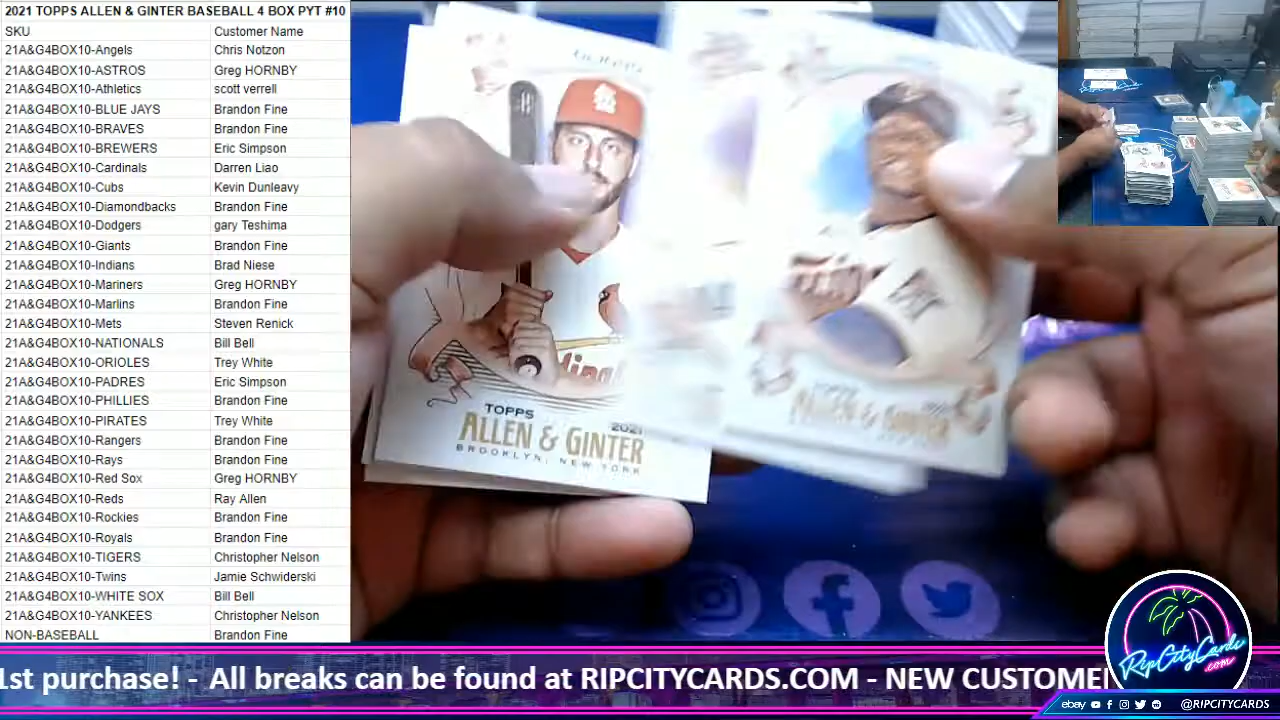 2021 TOPPS ALLEN & GINTER BASEBALL 4 BOX PYT #10
SKU Customer Name
21A&G4BOX10-Angels Chris Notzon
21A&G4BOX10-ASTROS Greg HORNBY
21A&G4BOX10-Athletics scott verrell
21A&G4BOX10-BLUE JAYS Brandon Fine
21A&G4BOX10-BRAVES Brandon Fine
21A&G4BOX10-BREWERS Eric Simpson
21A&G4BOX10-Cardinals Darren Liao
21A&G4BOX10-Cubs Kevin Dunleavy
21A&G4BOX10-Diamondbacks Brandon Fine
21A&G4BOX10-Dodgers gary Teshima
21A&G4BOX10-Giants Brandon Fine
21A&G4BOX10-Indians Brad Niese
21A&G4BOX10-Mariners Greg HORNBY
21A&G4BOX10-Marlins Brandon Fine
21A&G4BOX10-Mets Steven Renick
21A&G4BOX10-NATIONALS Bill Bell
21A&G4BOX10-ORIOLES Trey White
21A&G4BOX10-PADRES Eric Simpson
21A&G4BOX10-PHILLIES Brandon Fine
21A&G4BOX10-PIRATES Trey White
21A&G4BOX10-Rangers Brandon Fine
21A&G4BOX10-Rays Brandon Fine
21A&G4BOX10-Red Sox Greg HORNBY
21A&G4BOX10-Reds Ray Allen
21A&G4BOX10-Rockies Brandon Fine
21A&G4BOX10-Royals Brandon Fine
21A&G4BOX10-TIGERS Christopher Nelson
21A&G4BOX10-Twins Jamie Schwiderski
21A&G4BOX10-WHITE SOX Bill Bell
21A&G4BOX10-YANKEES Christopher Nelson
NON-BASEBALL Brandon Fine
TOPPS 2021
ALLEN & GINTER
BROOKLYN, NEW YORK
1st purchase! - All breaks can be found at RIPCITYCARDS.COM - NEW CUSTOME
RipCityCards
.com
ebay @RIPCITYCARDS